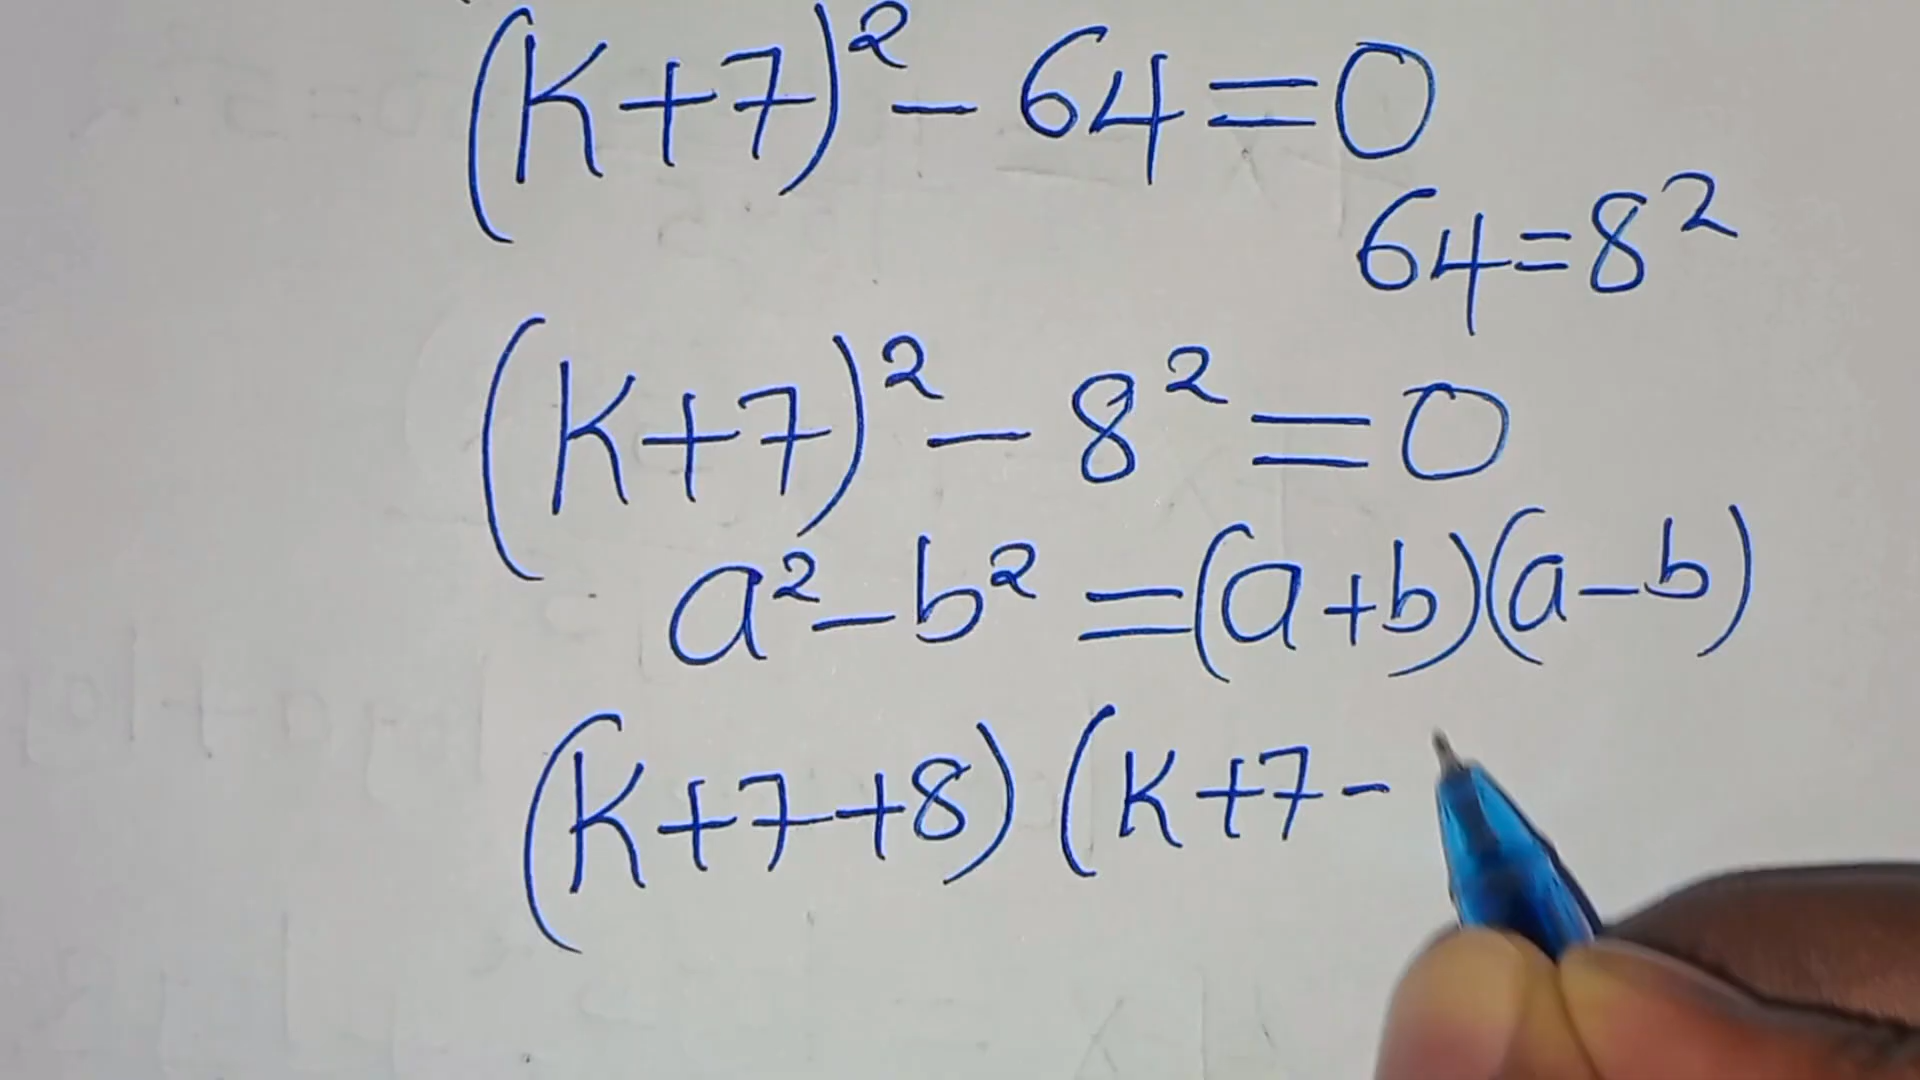 (K+7)² - 64 = 0
64 = 8²
(K+7)² - 8² = 0
a² - b² = (a+b)(a-b)
(K+7+8) (K+7-